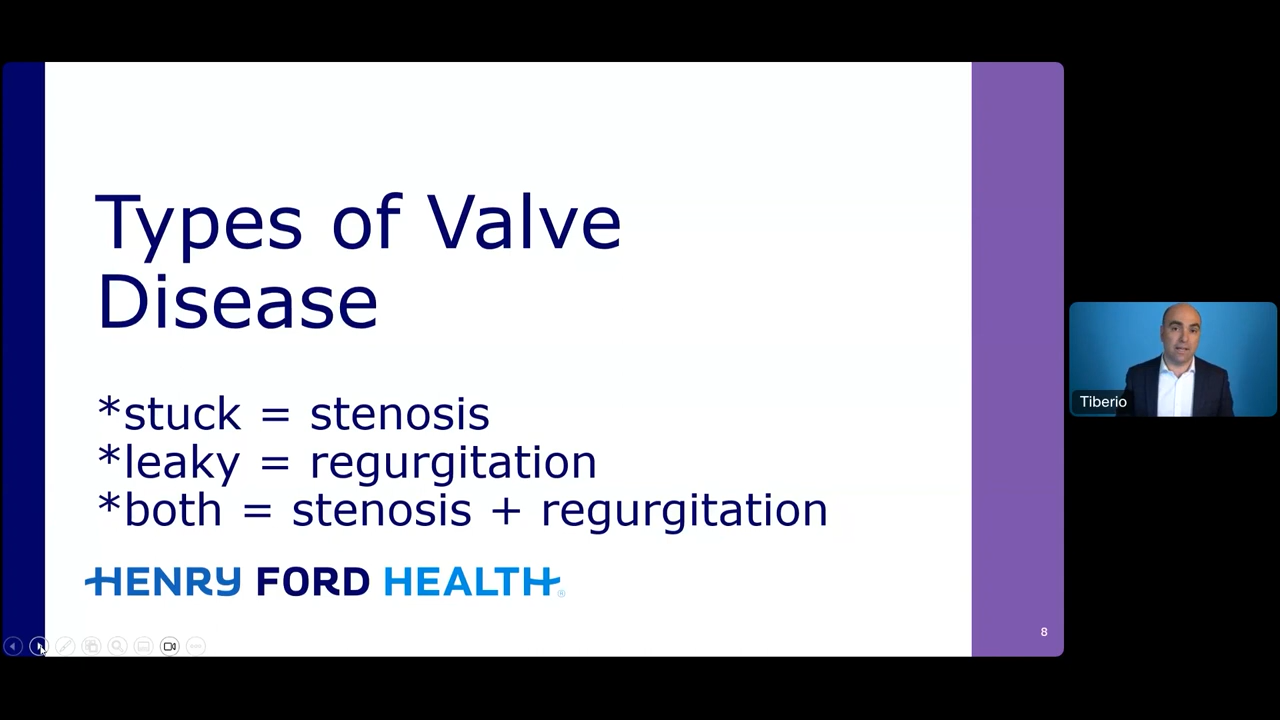 Types of Valve
Disease
*stuck = stenosis
*leaky = regurgitation
*both = stenosis + regurgitation
HENRY FORD HEALTH®
8
Tiberio